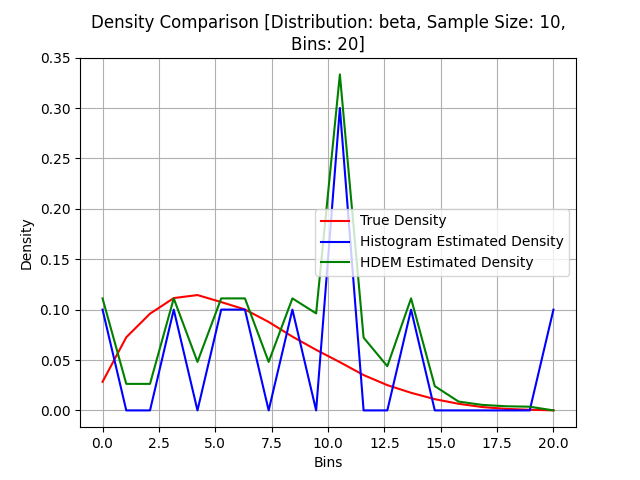 Density Comparison [Distribution: beta, Sample Size: 10,
Bins: 20]
0.35
0.30
0.25
0.20
0.15
0.10
0.05
0.00
Density
True Density
Histogram Estimated Density
HDEM Estimated Density
0.0 2.5 5.0 7.5 10.0 12.5 15.0 17.5 20.0
Bins